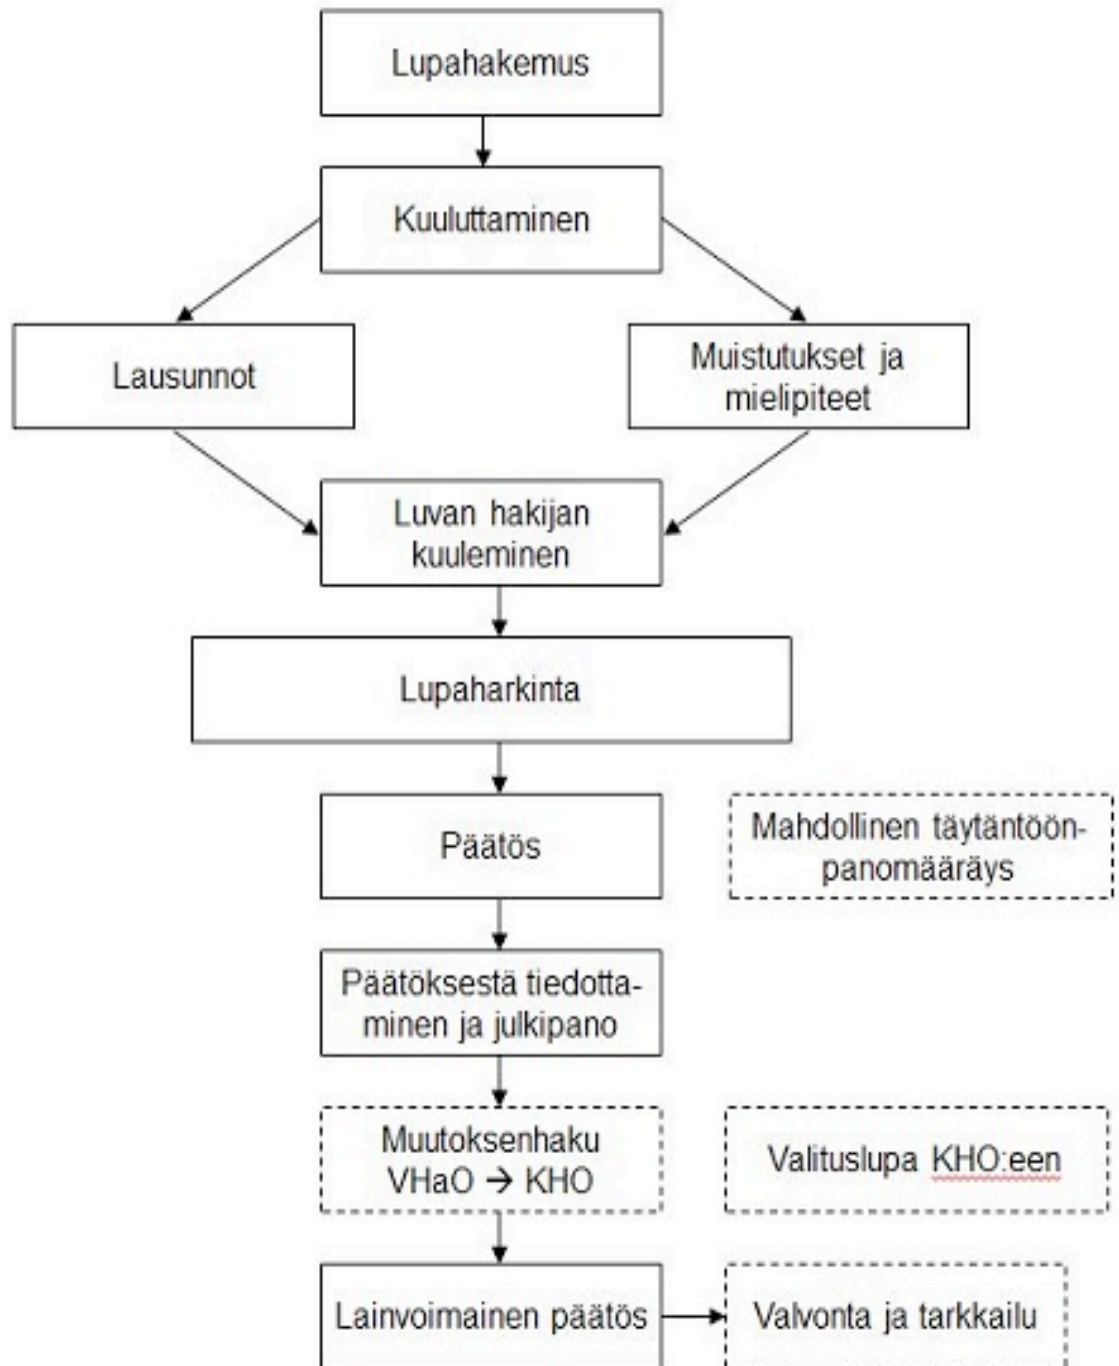 Lupahakemus
Kuuluttaminen
Lausunnot
Muistutukset ja
mielipiteet
Luvan hakijan
kuuleminen
Lupaharkinta
Päätös
Mahdollinen täytäntöön-
panomääräys
Päätöksestä tiedotta-
minen ja julkipano
Muutoksenhaku
VHaO → KHO
Valituslupa KHO:een
Lainvoimainen päätös
Valvonta ja tarkkailu